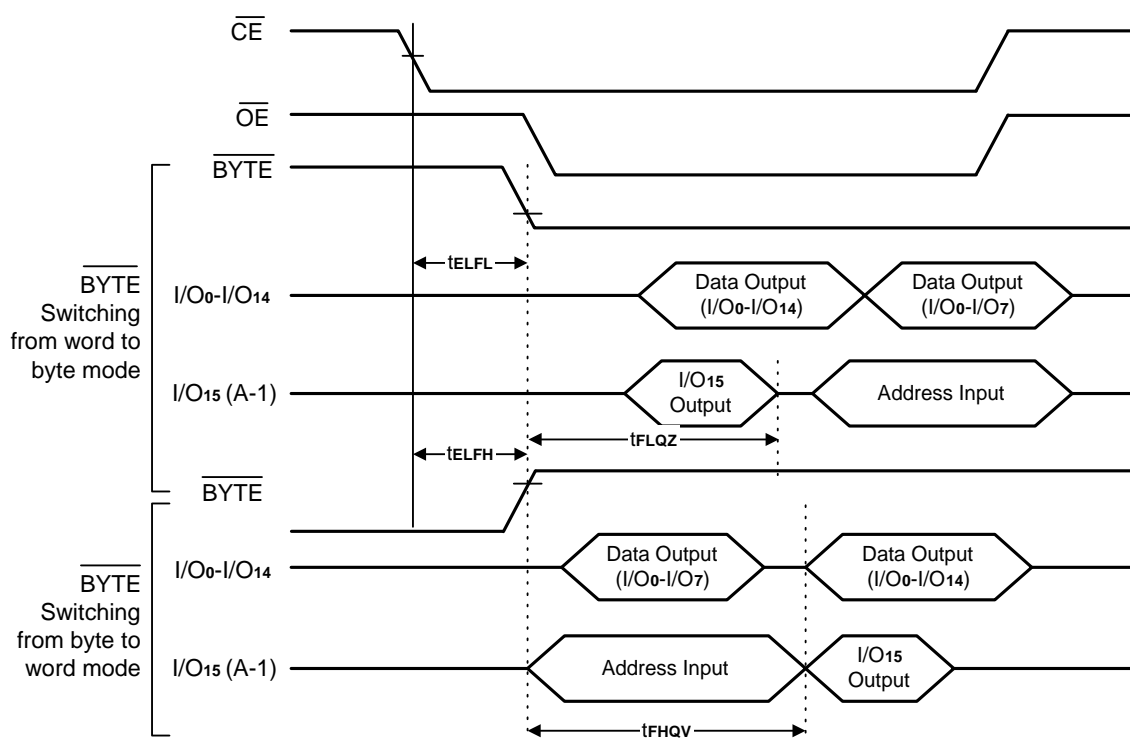 CE
OE
BYTE
tELFL
BYTE
Switching
from word to
byte mode
I/O0-I/O14
Data Output
(I/O0-I/O14)
Data Output
(I/O0-I/O7)
I/O15 (A-1)
I/O15
Output
Address Input
tELFH
tFLQZ
BYTE
BYTE
Switching
from byte to
word mode
I/O0-I/O14
Data Output
(I/O0-I/O7)
Data Output
(I/O0-I/O14)
I/O15 (A-1)
Address Input
I/O15
Output
tFHQV